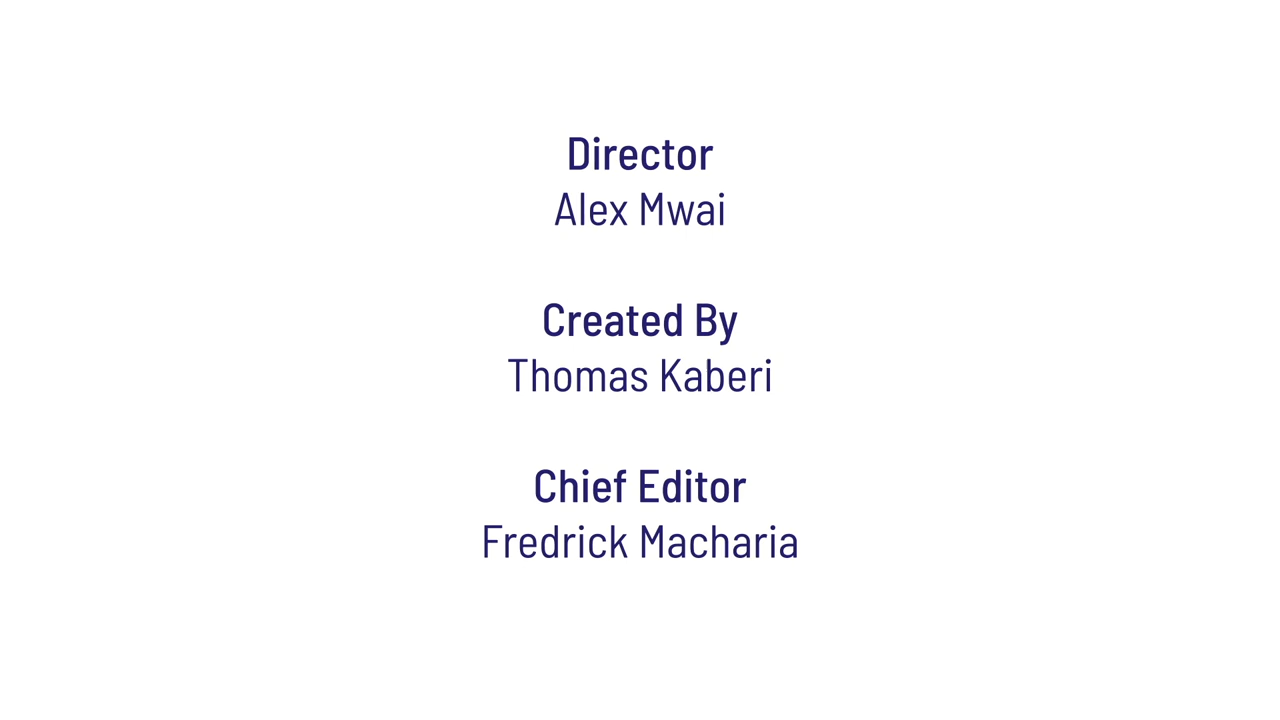 Director
Alex Mwai
Created By
Thomas Kaberi
Chief Editor
Fredrick Macharia